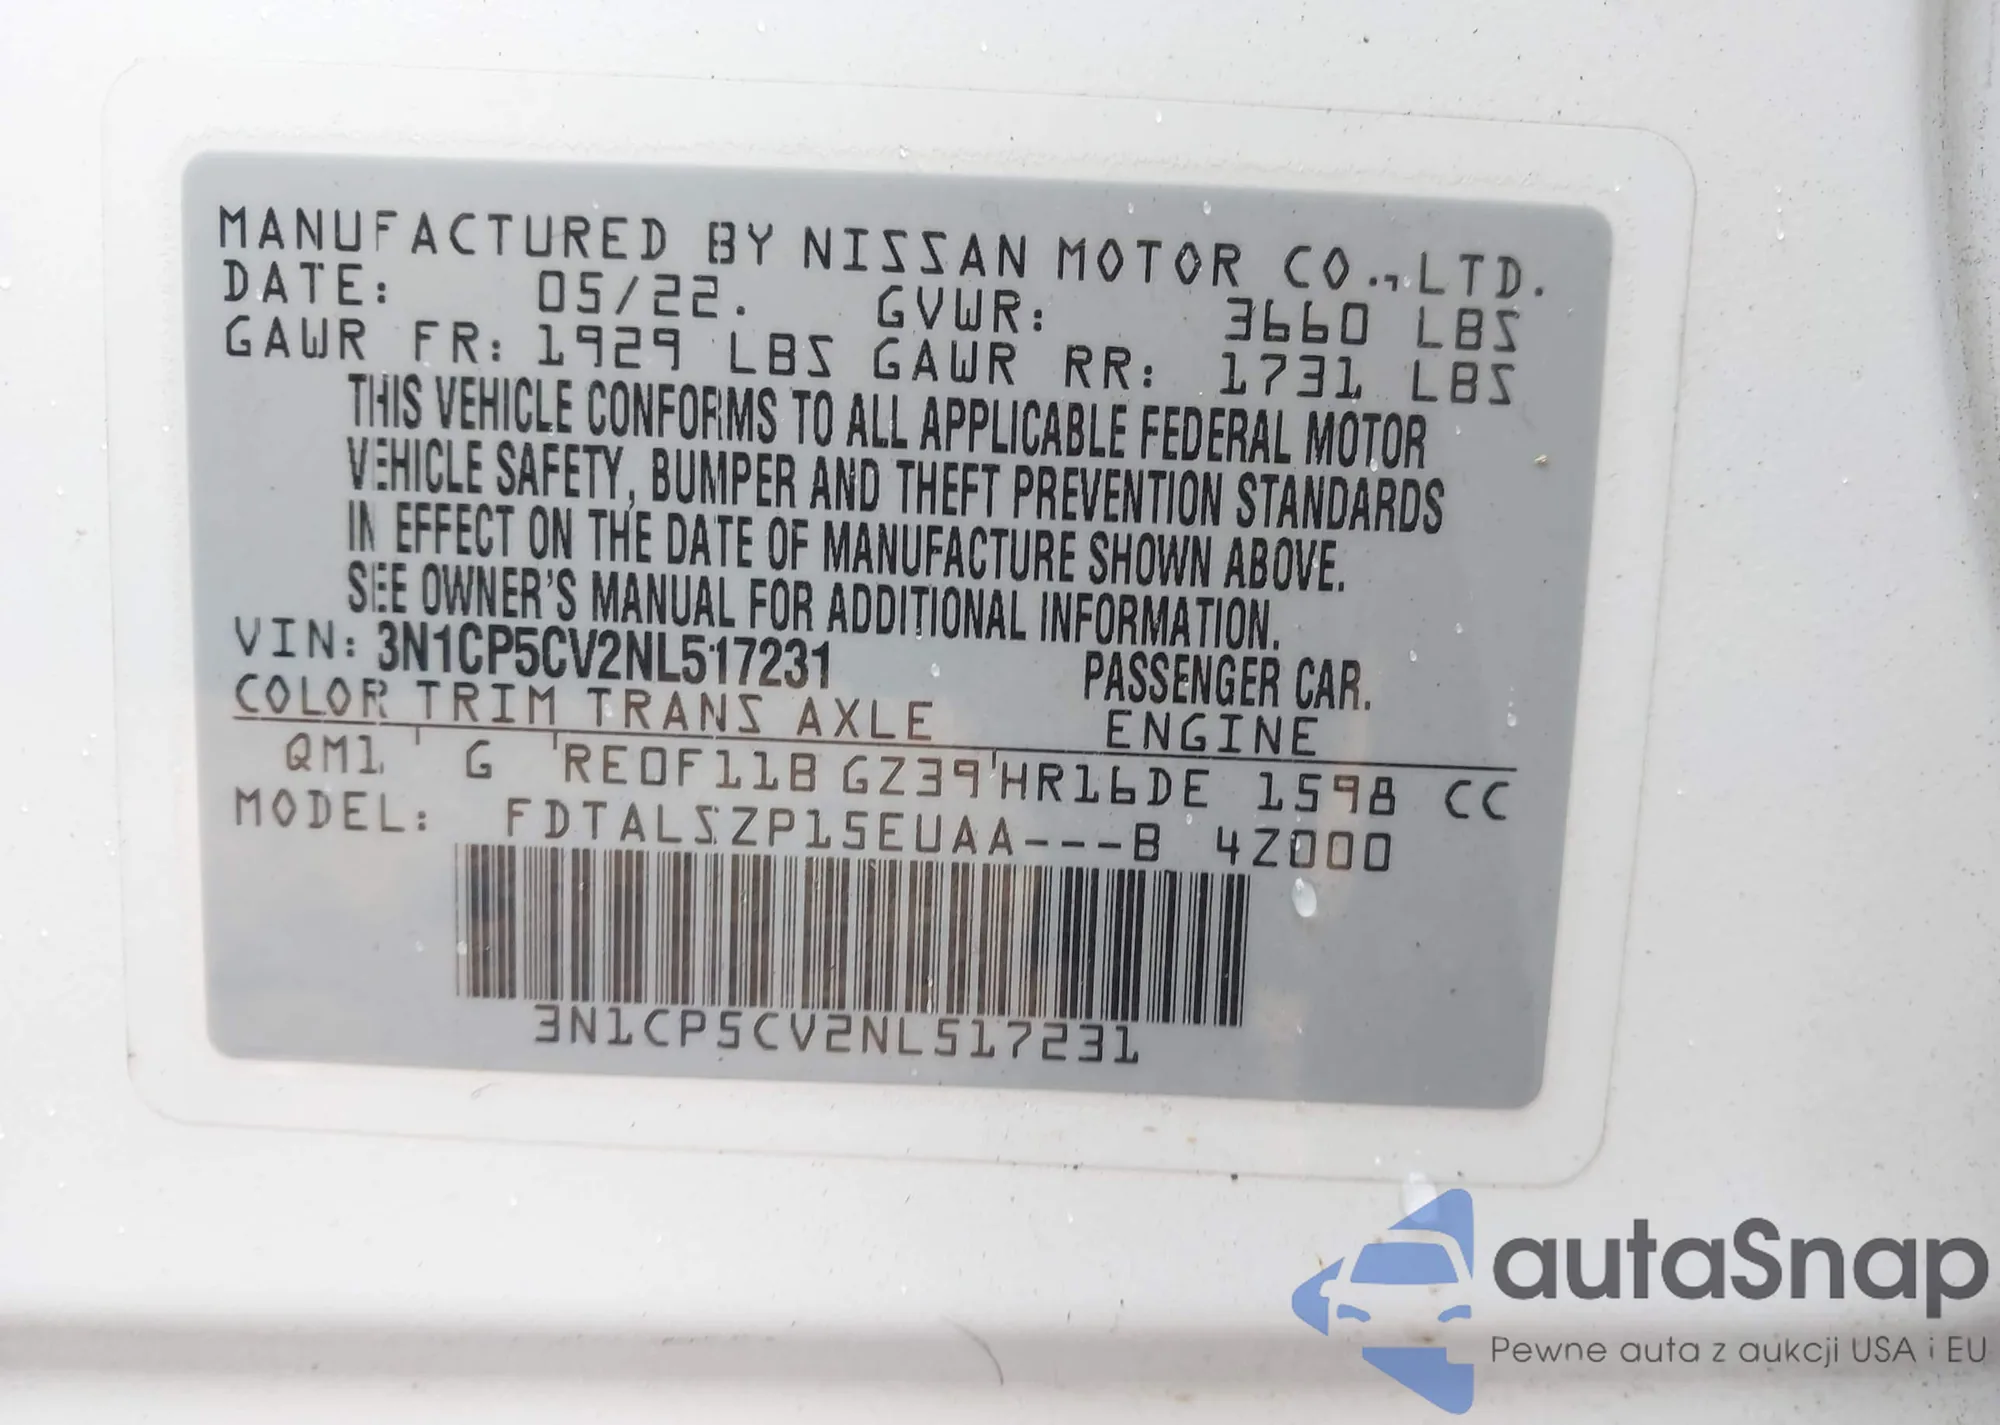 MANUFACTURED BY NISSAN MOTOR CO.,LTD.
DATE: 05/22. GVWR: 3660 LBS
GAWR FR: 1929 LBS GAWR RR: 1731 LBS
THIS VEHICLE CONFORMS TO ALL APPLICABLE FEDERAL MOTOR
VEHICLE SAFETY, BUMPER AND THEFT PREVENTION STANDARDS
IN EFFECT ON THE DATE OF MANUFACTURE SHOWN ABOVE.
SEE OWNER'S MANUAL FOR ADDITIONAL INFORMATION.
VIN: 3N1CP5CV2NL517231 PASSENGER CAR.
COLOR TRIM TRANS AXLE ENGINE
QM1 G RE0F11B GZ39 HR16DE 1598 CC
MODEL: FDTALSZP15EUAA---B 4Z000
3N1CP5CV2NL517231
autaSnap
Pewne auta z aukcji USA i EU